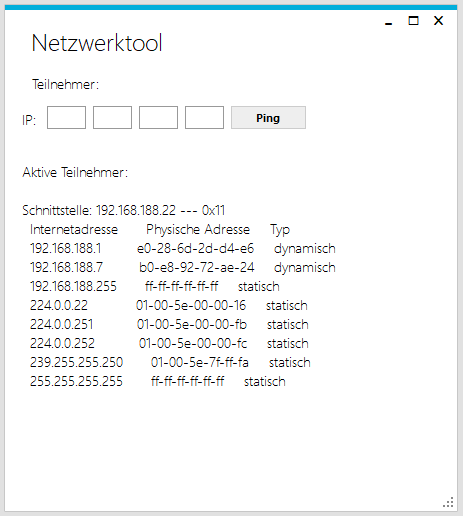 Netzwerktool
Teilnehmer:
IP: Ping
Aktive Teilnehmer:
Schnittstelle: 192.168.188.22 --- 0x11
Internetadresse Physische Adresse Typ
192.168.188.1 e0-28-6d-2d-d4-e6 dynamisch
192.168.188.7 b0-e8-92-72-ae-24 dynamisch
192.168.188.255 ff-ff-ff-ff-ff-ff statisch
224.0.0.22 01-00-5e-00-00-16 statisch
224.0.0.251 01-00-5e-00-00-fb statisch
224.0.0.252 01-00-5e-00-00-fc statisch
239.255.255.250 01-00-5e-7f-ff-fa statisch
255.255.255.255 ff-ff-ff-ff-ff-ff statisch